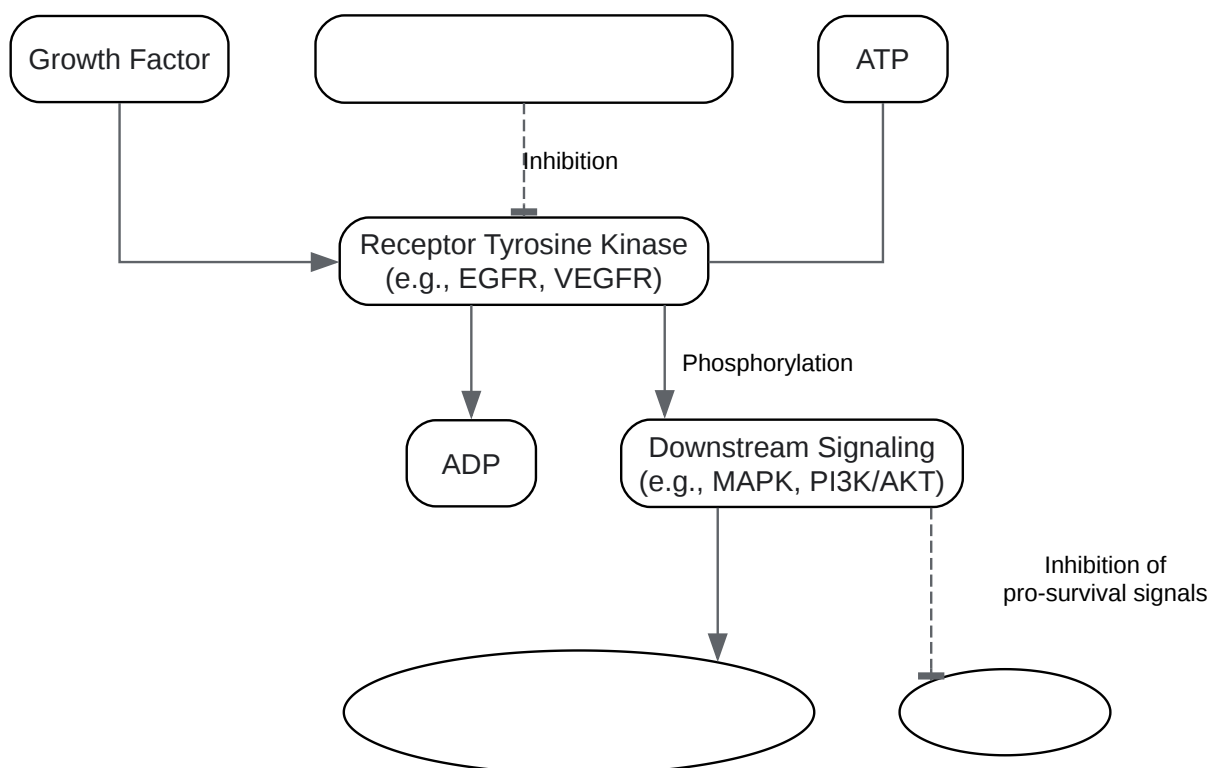 Growth Factor
ATP
Inhibition
Receptor Tyrosine Kinase
(e.g., EGFR, VEGFR)
Phosphorylation
ADP
Downstream Signaling
(e.g., MAPK, PI3K/AKT)
Inhibition of
pro-survival signals